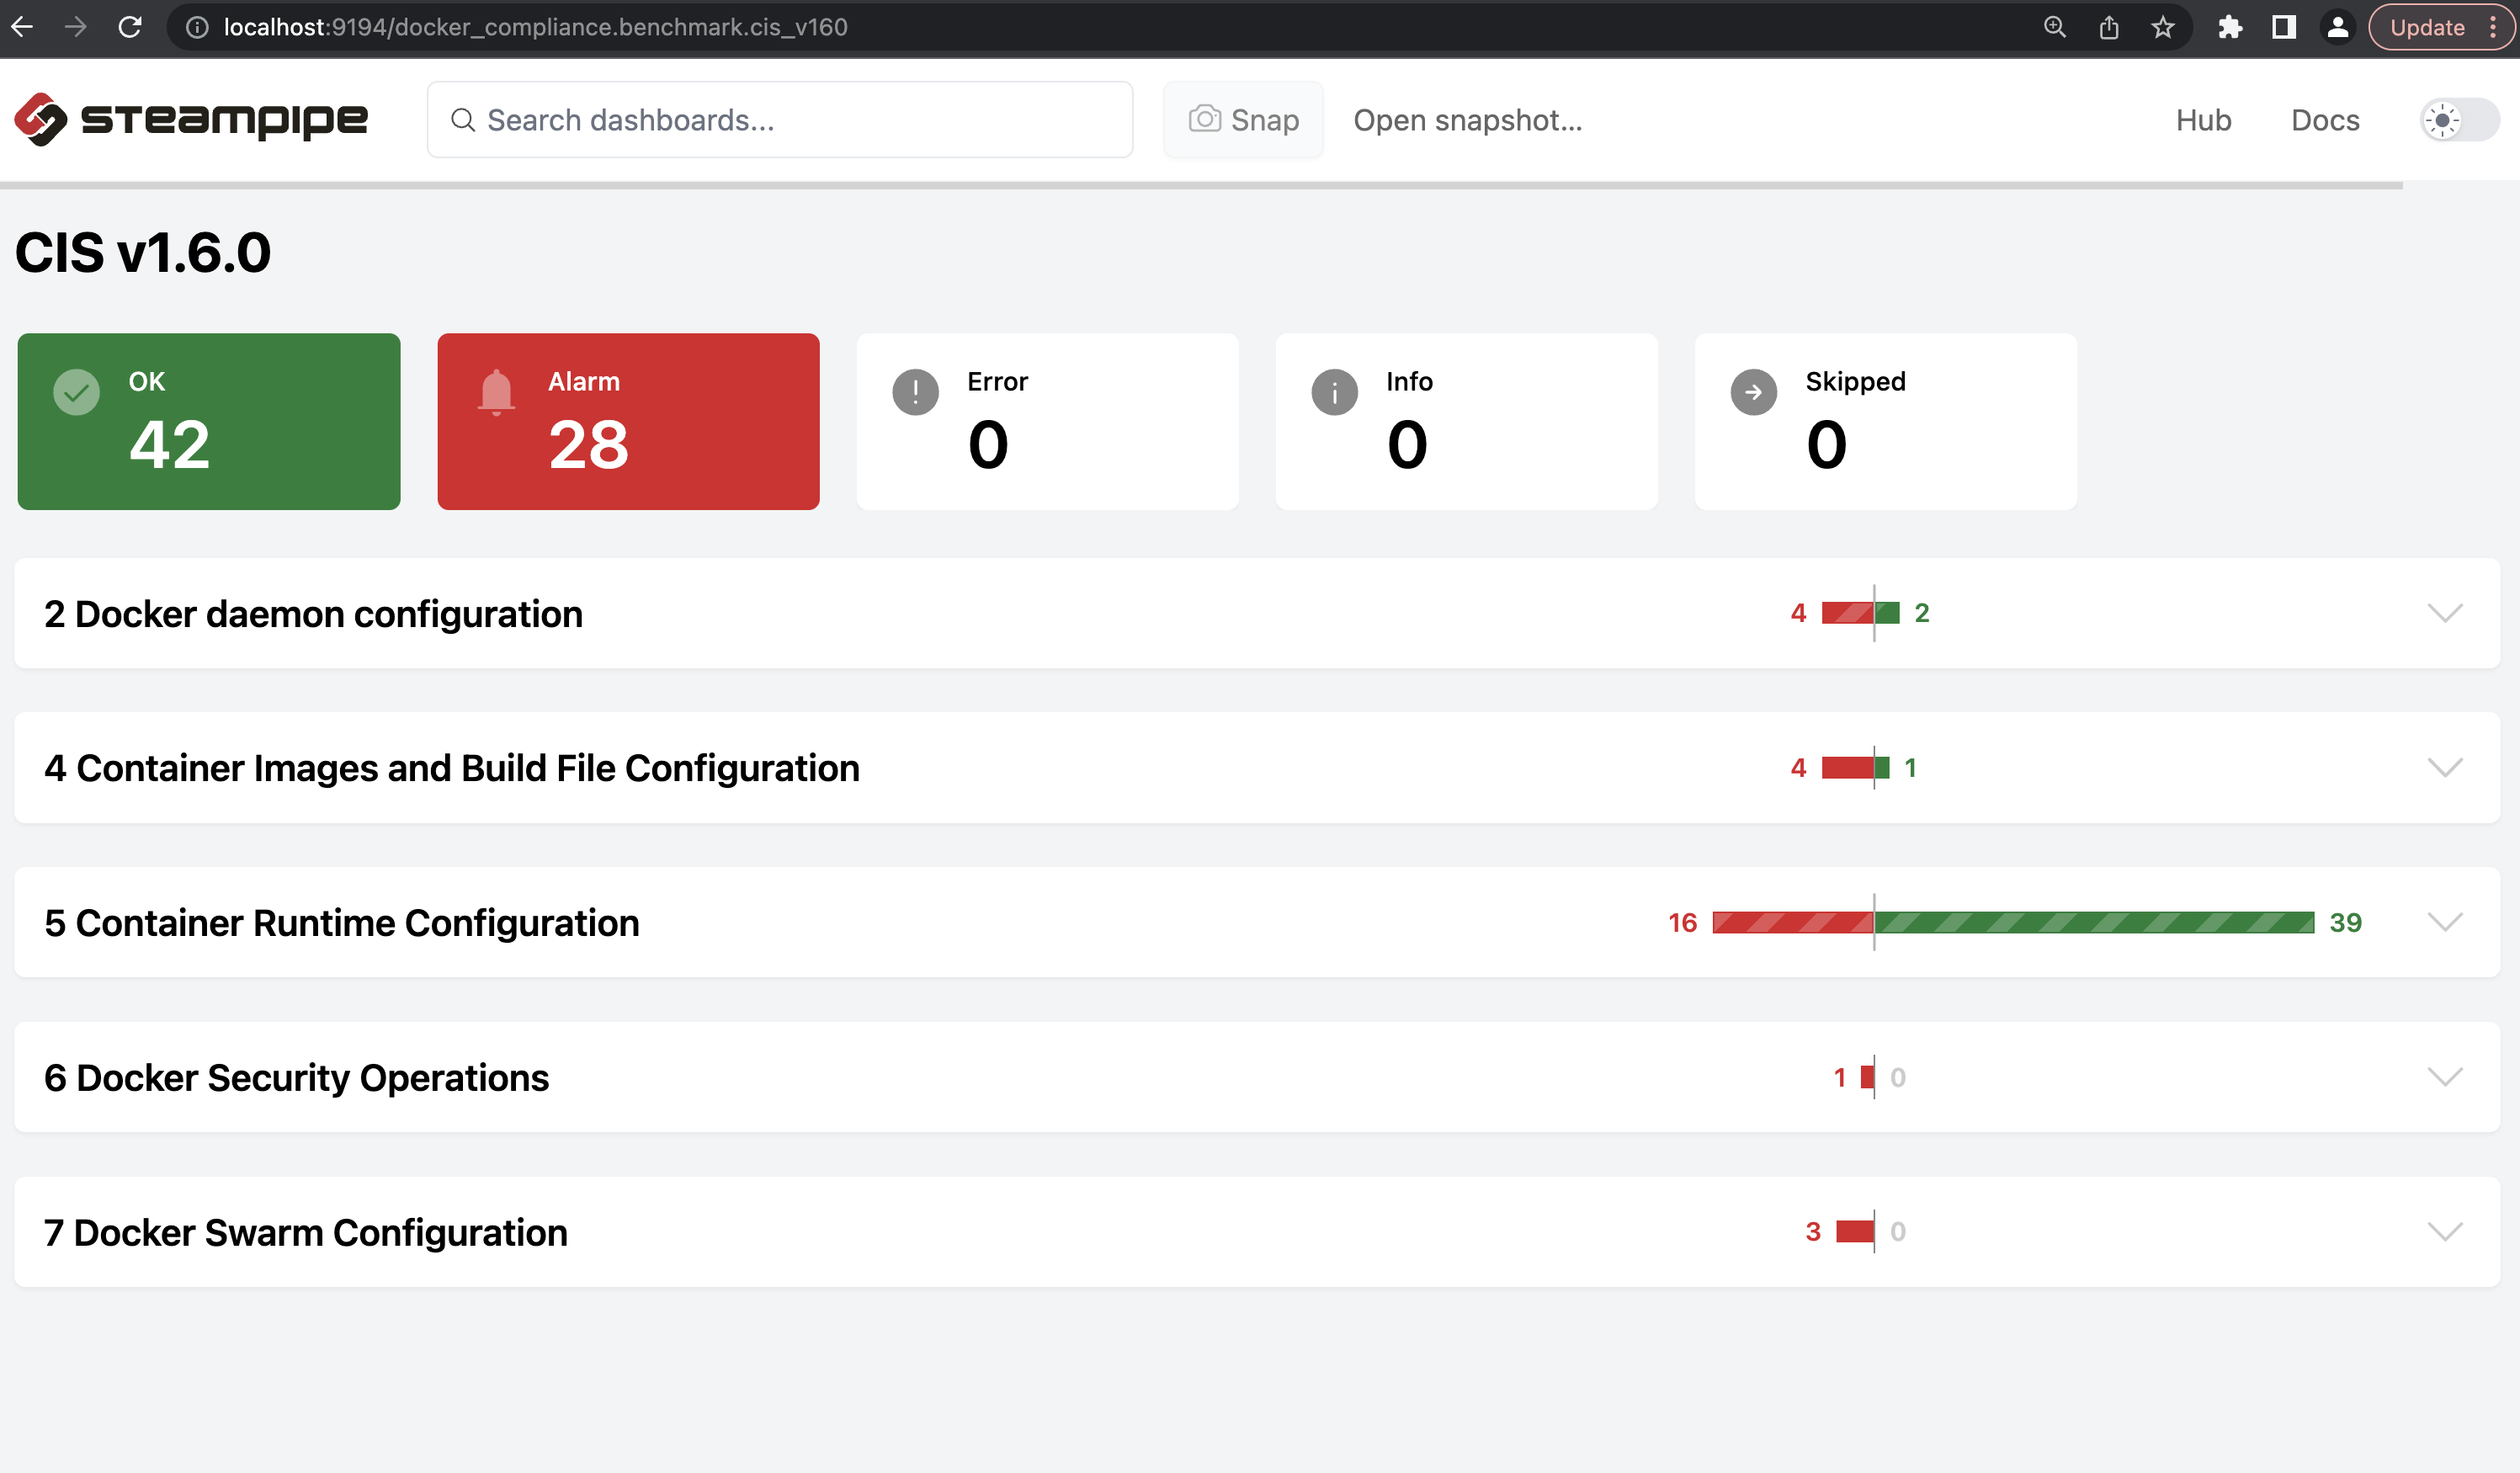 localhost:9194/docker_compliance.benchmark.cis_v160
Update
steampipe
Search dashboards...
Snap
Open snapshot...
Hub
Docs
CIS v1.6.0
OK
42
Alarm
28
Error
0
Info
0
Skipped
0
2 Docker daemon configuration
4
2
4 Container Images and Build File Configuration
4
1
5 Container Runtime Configuration
16
39
6 Docker Security Operations
1
0
7 Docker Swarm Configuration
3
0